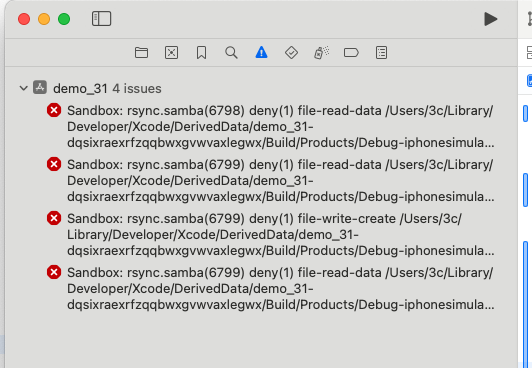 demo_31 4 issues
Sandbox: rsync.samba(6798) deny(1) file-read-data /Users/3c/Library/
Developer/Xcode/DerivedData/demo_31-
dqsixraexrfzqqbwxgvwvaxlegwx/Build/Products/Debug-iphonesimula...
Sandbox: rsync.samba(6799) deny(1) file-read-data /Users/3c/Library/
Developer/Xcode/DerivedData/demo_31-
dqsixraexrfzqqbwxgvwvaxlegwx/Build/Products/Debug-iphonesimula...
Sandbox: rsync.samba(6799) deny(1) file-write-create /Users/3c/
Library/Developer/Xcode/DerivedData/demo_31-
dqsixraexrfzqqbwxgvwvaxlegwx/Build/Products/Debug-iphonesimula...
Sandbox: rsync.samba(6799) deny(1) file-read-data /Users/3c/Library/
Developer/Xcode/DerivedData/demo_31-
dqsixraexrfzqqbwxgvwvaxlegwx/Build/Products/Debug-iphonesimula...